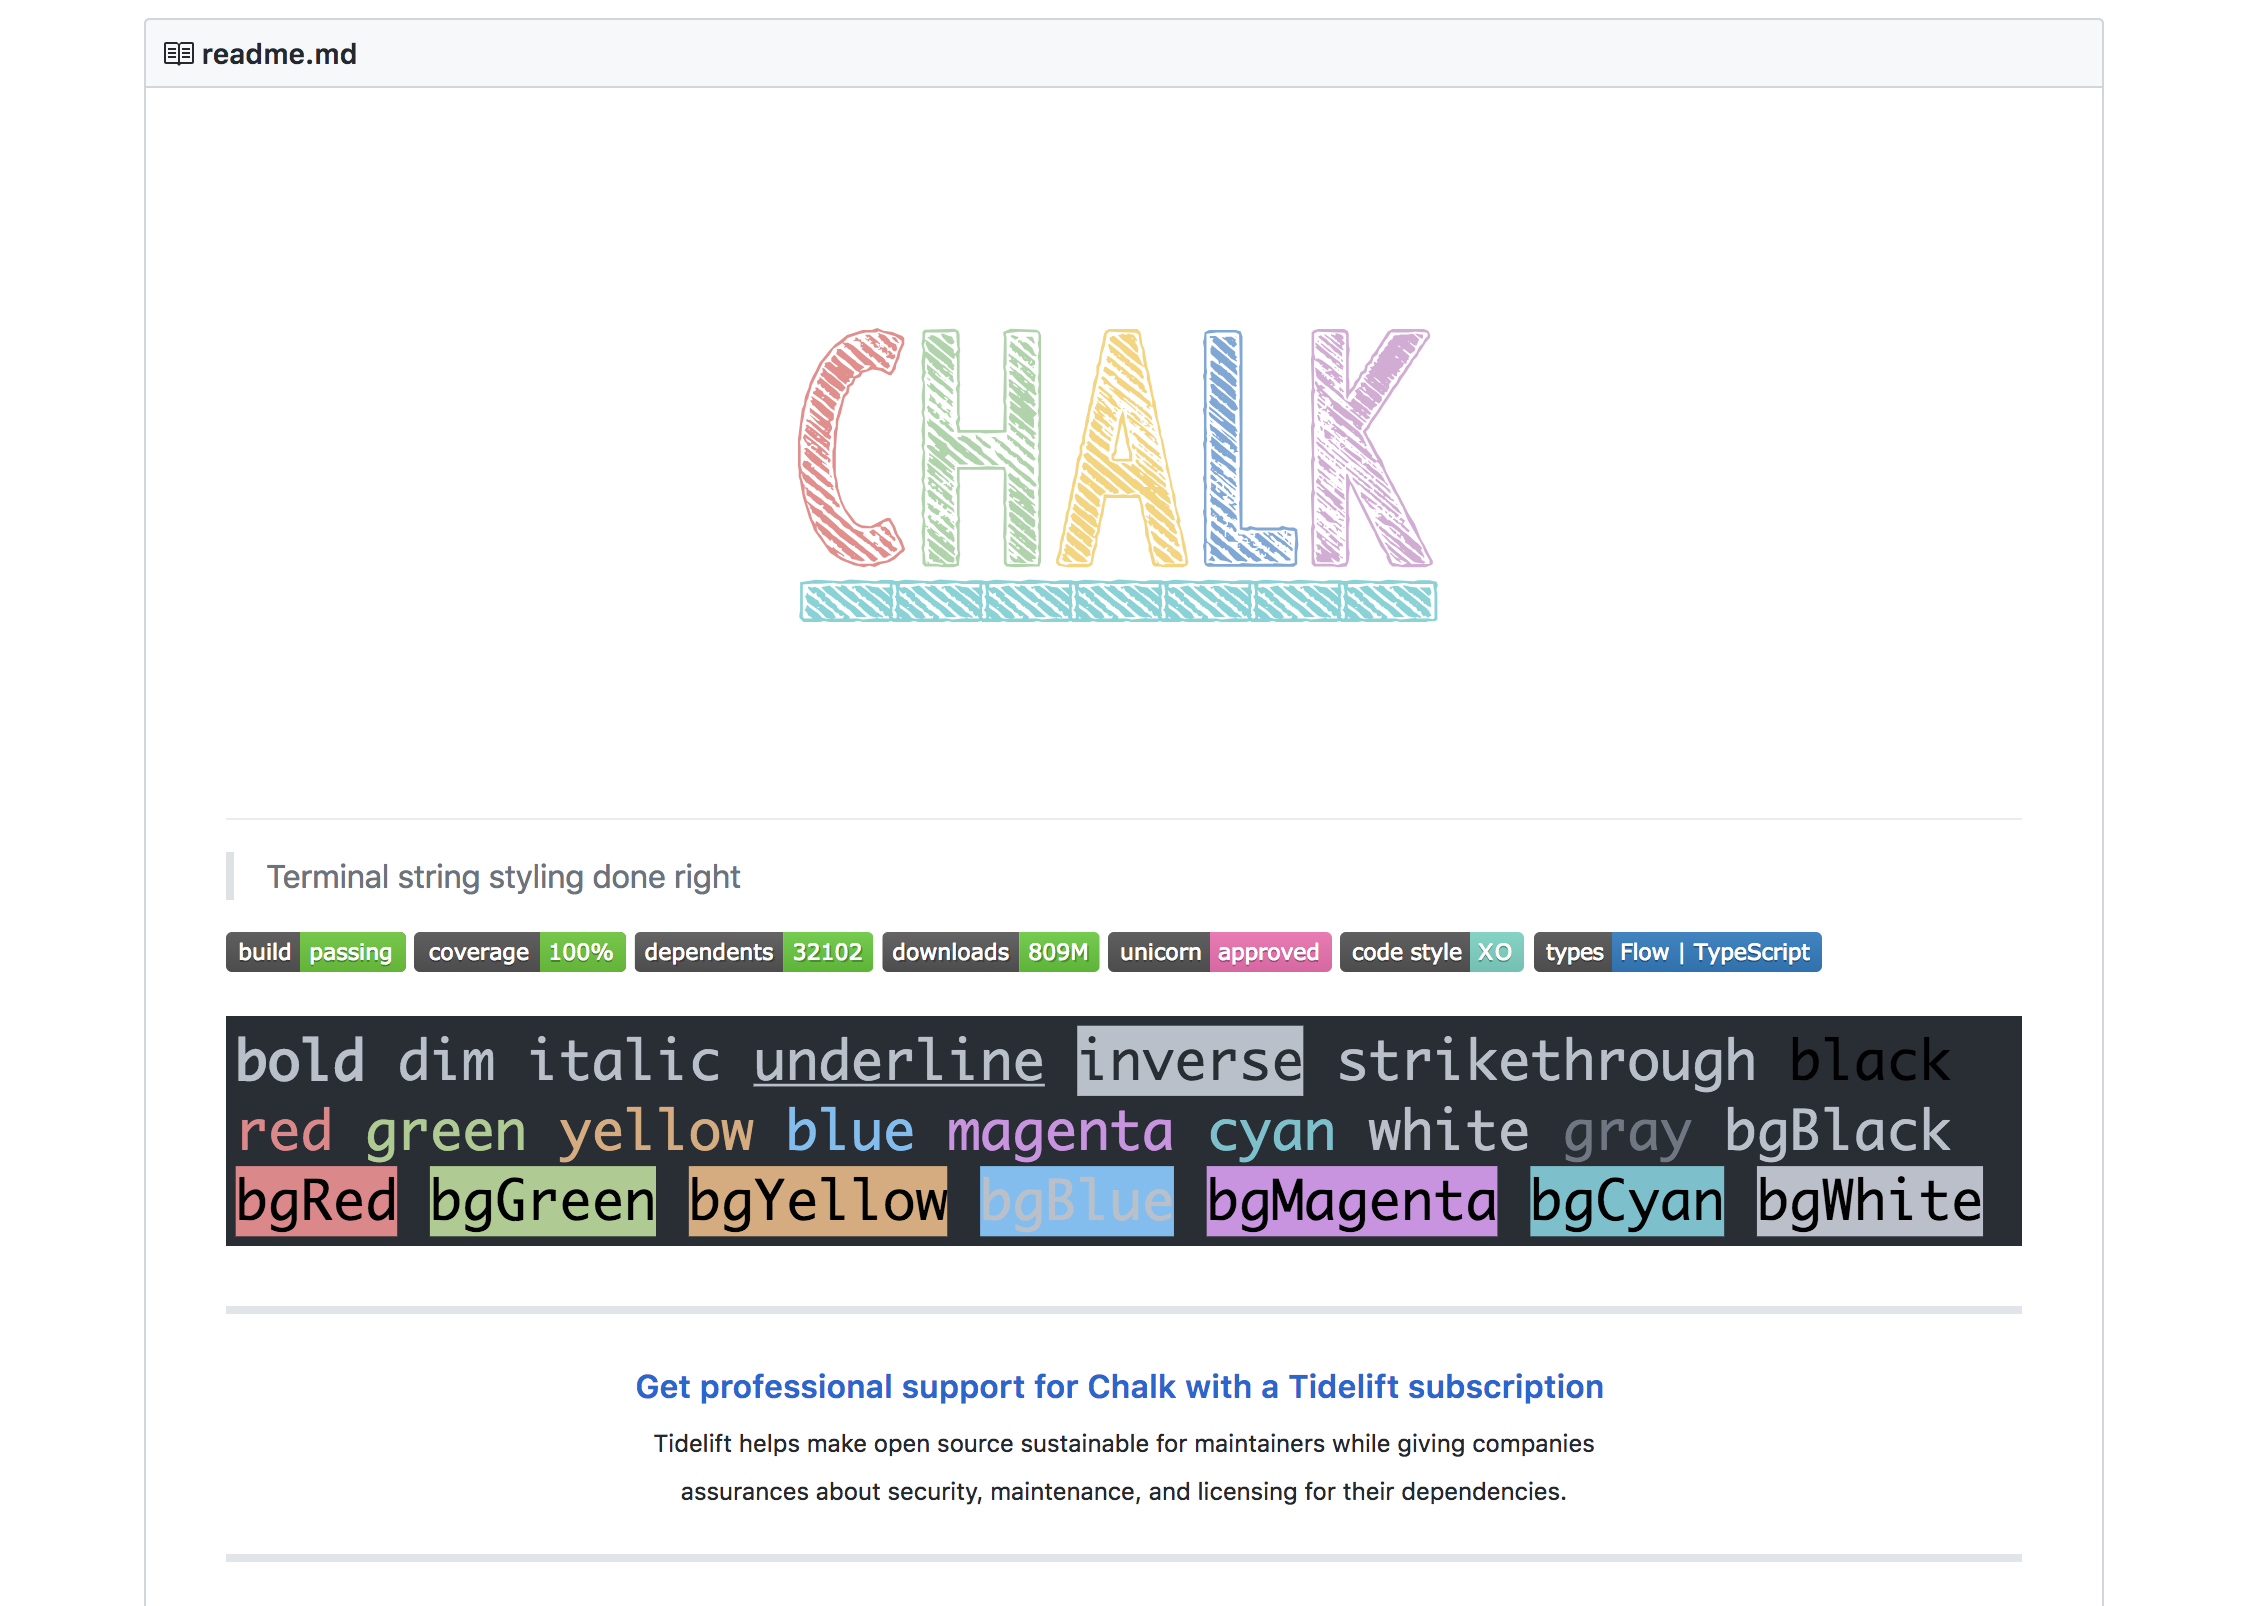 readme.md
CHALK
Terminal string styling done right
build passing coverage 100% dependents 32102 downloads 809M unicorn approved code style XO types Flow | TypeScript
bold dim italic underline inverse strikethrough black
red green yellow blue magenta cyan white gray bgBlack
bgRed bgGreen bgYellow bgBlue bgMagenta bgCyan bgWhite
Get professional support for Chalk with a Tidelift subscription
Tidelift helps make open source sustainable for maintainers while giving companies
assurances about security, maintenance, and licensing for their dependencies.